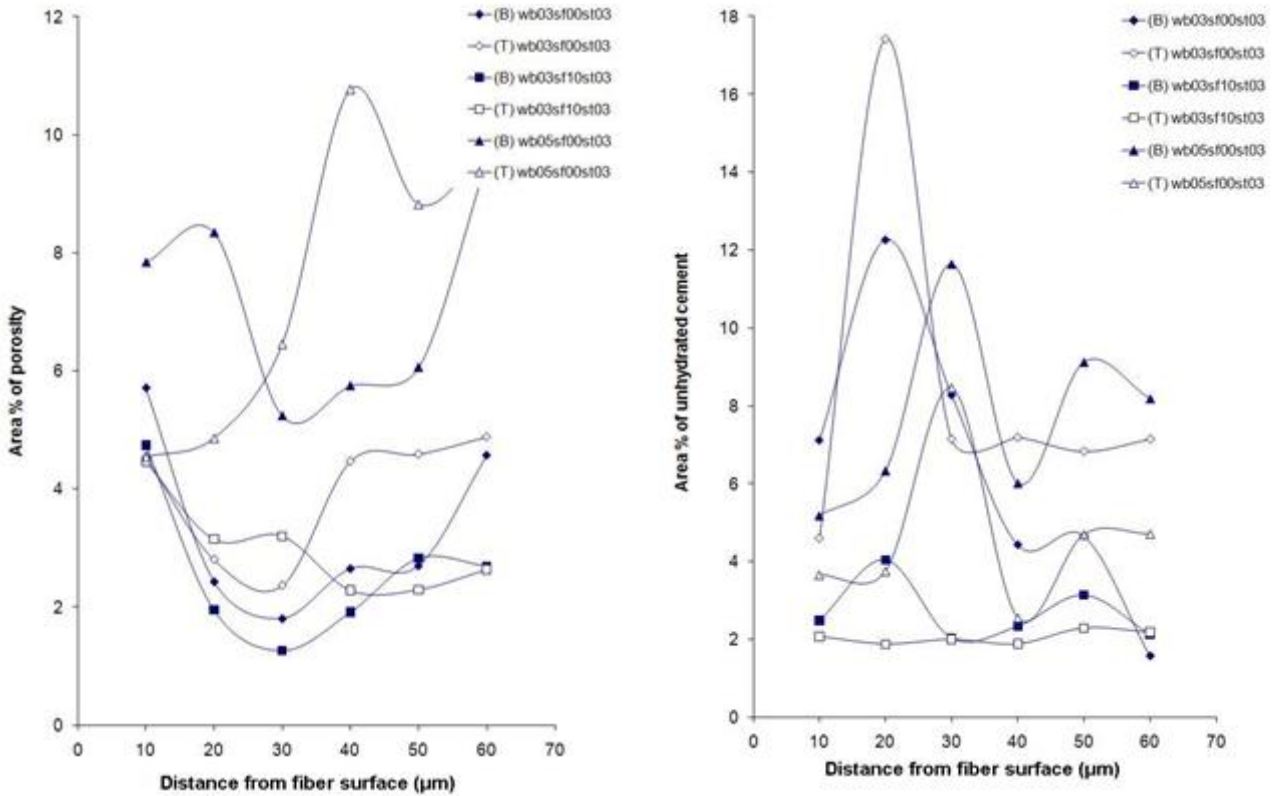 12
10
8
6
4
2
0
Area % of porosity
0 10 20 30 40 50 60 70
Distance from fiber surface (µm)
(B) wb03sf00st03
(T) wb03sf00st03
(B) wb03sf10st03
(T) wb03sf10st03
(B) wb05sf00st03
(T) wb05sf00st03
18
16
14
12
10
8
6
4
2
0
Area % of unhydrated cement
0 10 20 30 40 50 60 70
Distance from fiber surface (µm)
(B) wb03sf00st03
(T) wb03sf00st03
(B) wb03sf10st03
(T) wb03sf10st03
(B) wb05sf00st03
(T) wb05sf00st03